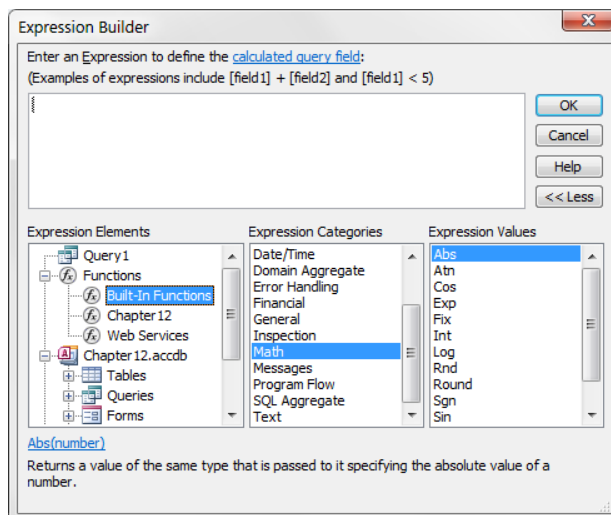 Expression Builder
Enter an Expression to define the calculated query field:
(Examples of expressions include [field1] + [field2] and [field1] < 5)
OK
Cancel
Help
<< Less
Expression Elements
Query1
Functions
Built-In Functions
Chapter12
Web Services
Chapter12.accdb
Tables
Queries
Forms
Expression Categories
Date/Time
Domain Aggregate
Error Handling
Financial
General
Inspection
Math
Messages
Program Flow
SQL Aggregate
Text
Expression Values
Abs
Atn
Cos
Exp
Fix
Int
Log
Rnd
Round
Sgn
Sin
Abs(number)
Returns a value of the same type that is passed to it specifying the absolute value of a
number.